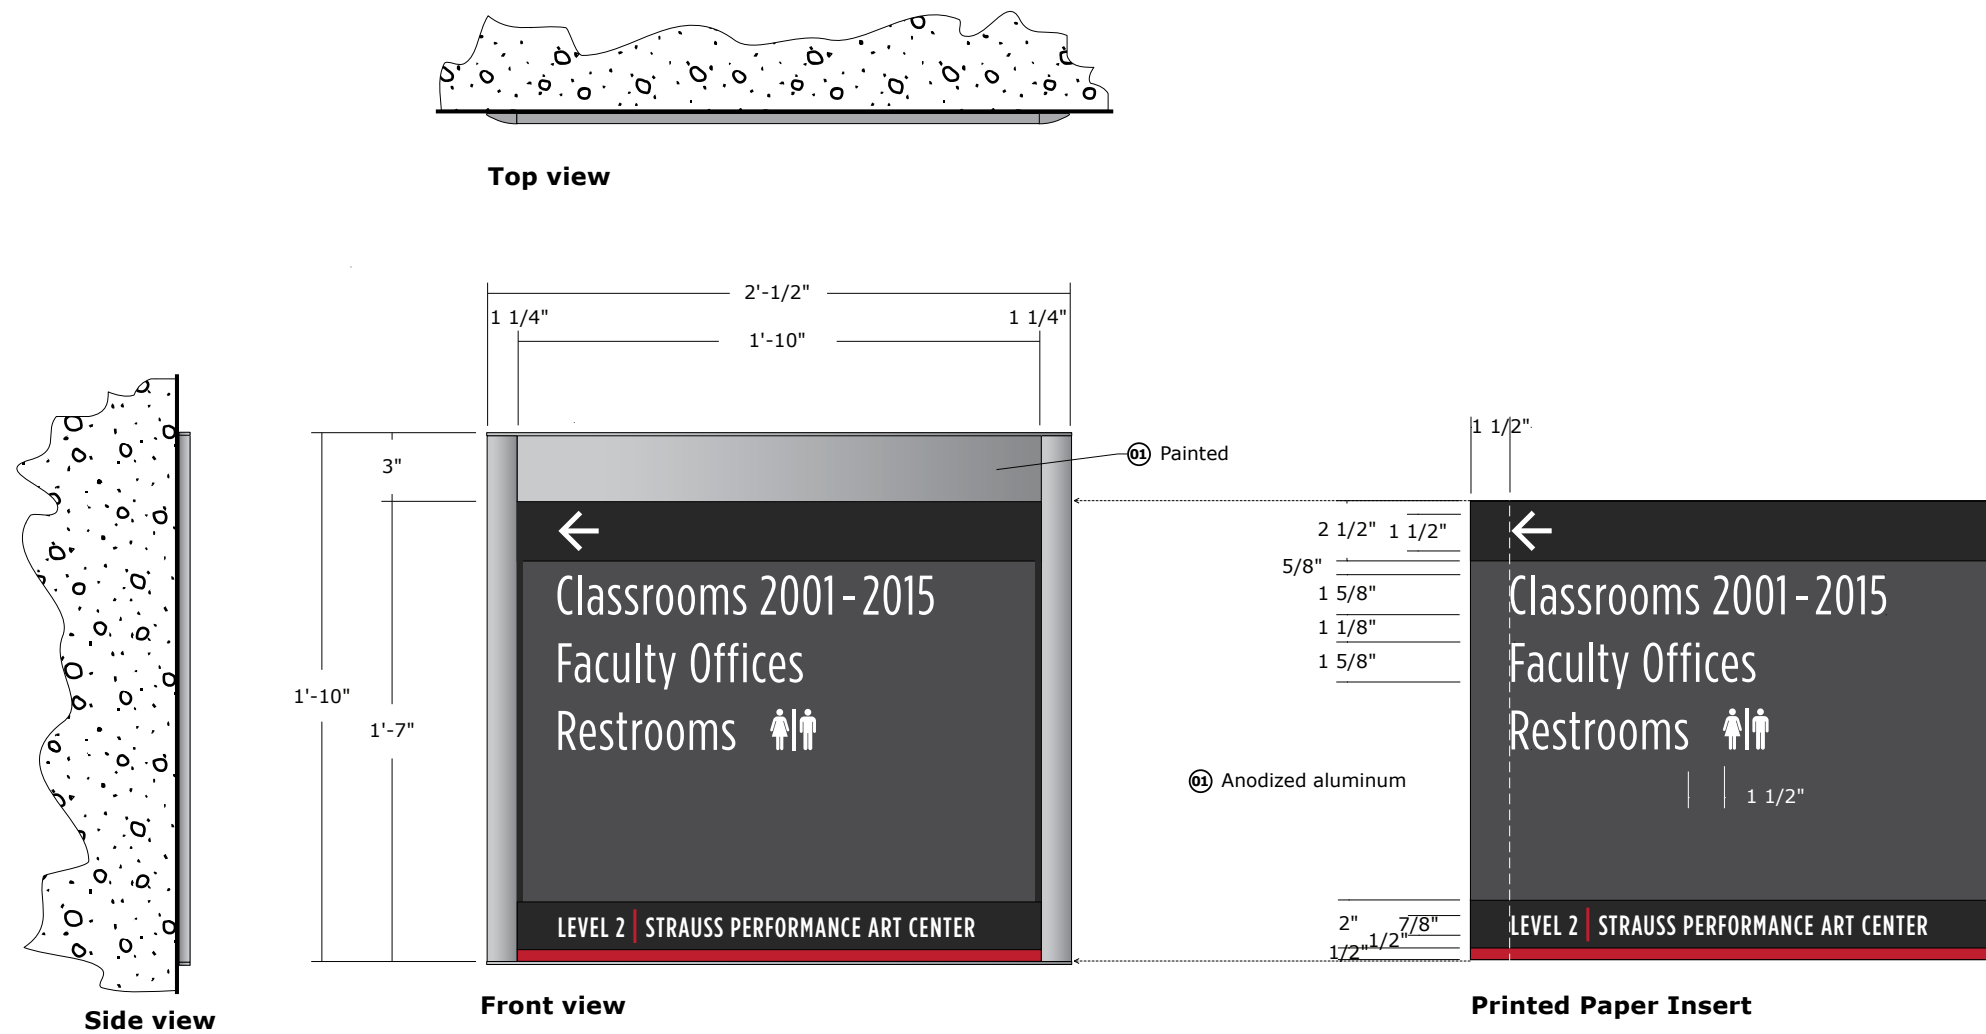 Top view
2'-1/2"
1 1/4"
1 1/4"
1'-10"
3"
1'-10"
1'-7"
01 Painted
Classrooms 2001-2015
Faculty Offices
Restrooms
LEVEL 2 | STRAUSS PERFORMANCE ART CENTER
01 Anodized aluminum
1 1/2"
2 1/2"
1 1/2"
5/8"
1 5/8"
1 1/8"
1 5/8"
2"
7/8"
1/2"
1/2"
Classrooms 2001-2015
Faculty Offices
Restrooms
1 1/2"
LEVEL 2 | STRAUSS PERFORMANCE ART CENTER
Side view
Front view
Printed Paper Insert